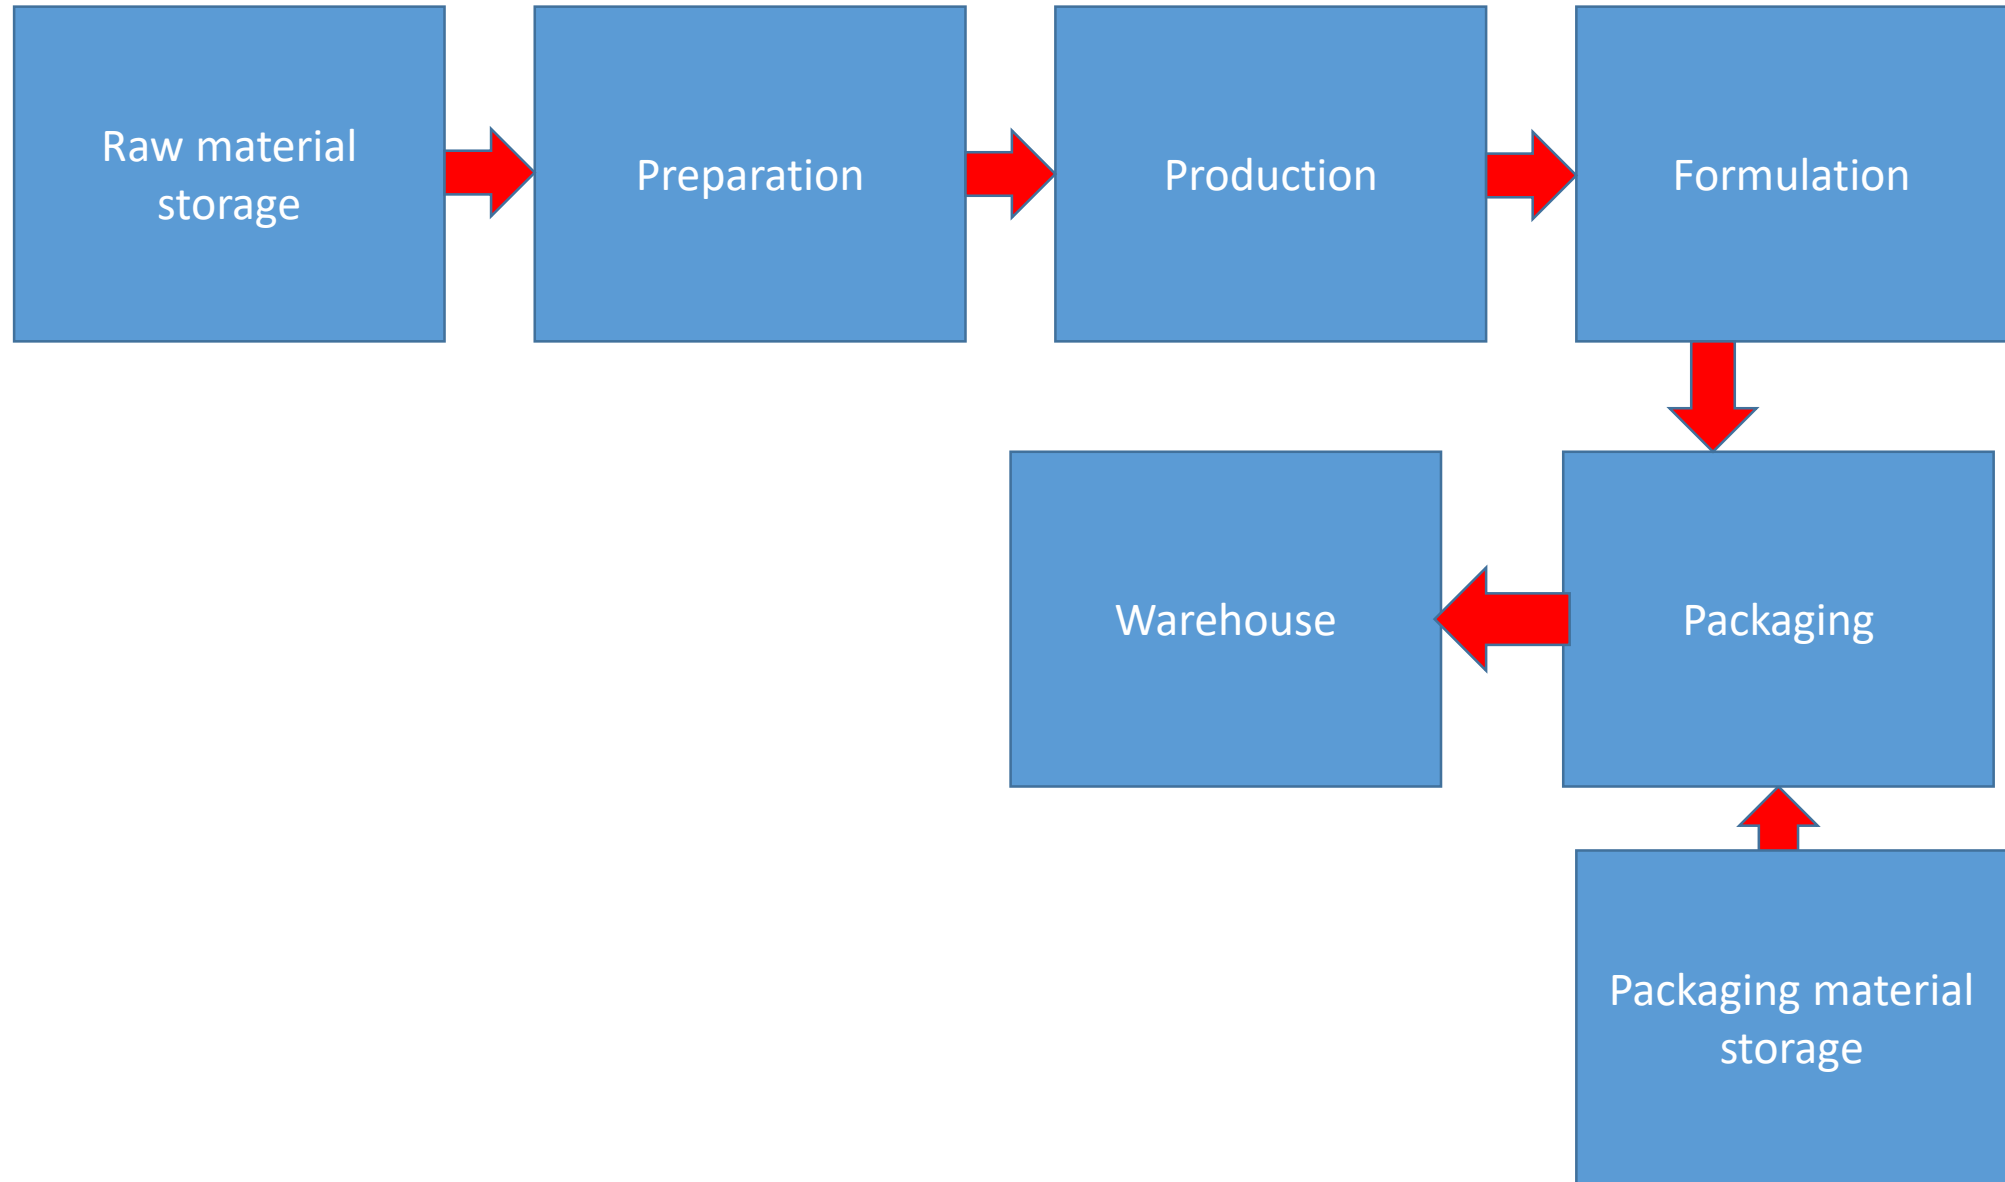 Raw material
storage
Preparation
Production
Formulation
Warehouse
Packaging
Packaging material
storage